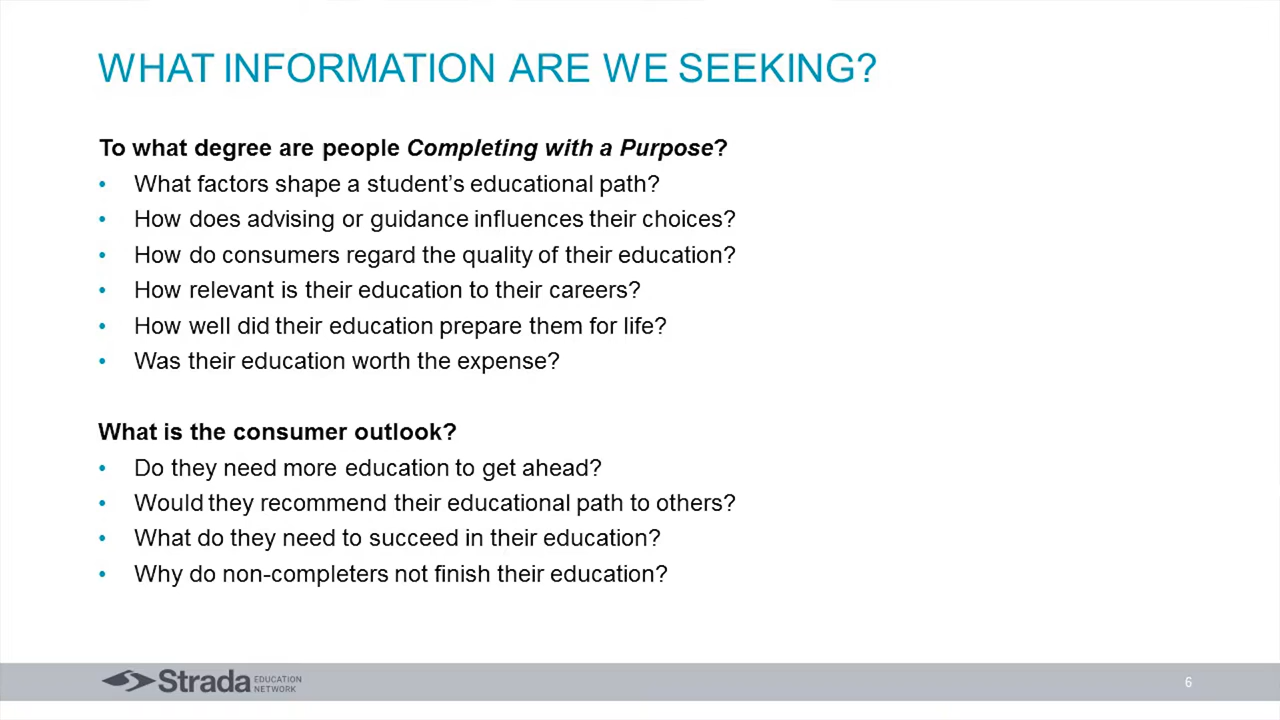 WHAT INFORMATION ARE WE SEEKING?
To what degree are people Completing with a Purpose?
• What factors shape a student's educational path?
• How does advising or guidance influences their choices?
• How do consumers regard the quality of their education?
• How relevant is their education to their careers?
• How well did their education prepare them for life?
• Was their education worth the expense?
What is the consumer outlook?
• Do they need more education to get ahead?
• Would they recommend their educational path to others?
• What do they need to succeed in their education?
• Why do non-completers not finish their education?
Strada EDUCATION NETWORK
6